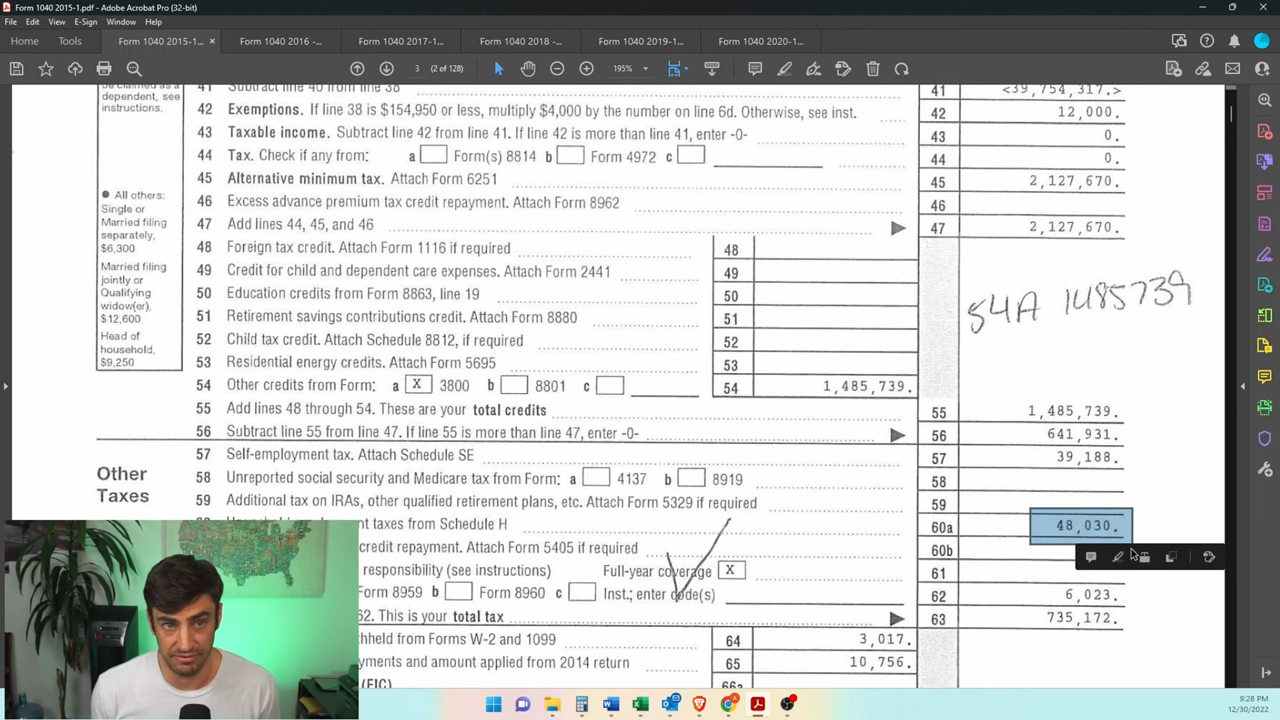 Form 1040 2015-1.pdf - Adobe Acrobat Pro (32-bit)
File Edit View E-Sign Window Help
Home Tools Form 1040 2015-1... × Form 1040 2016 -... Form 1040 2017-1... Form 1040 2018 -... Form 1040 2019-1... Form 1040 2020-1...
3 (2 of 128) 195%
be claimed as a
dependent, see
instructions.
● All others:
Single or
Married filing
separately,
$6,300
Married filing
jointly or
Qualifying
widow(er),
$12,600
Head of
household,
$9,250
41 Subtract line 40 from line 38 41 <39,754,317.>
42 Exemptions. If line 38 is $154,950 or less, multiply $4,000 by the number on line 6d. Otherwise, see inst. 42 12,000.
43 Taxable income. Subtract line 42 from line 41. If line 42 is more than line 41, enter -0- 43 0.
44 Tax. Check if any from: a Form(s) 8814 b Form 4972 c 44 0.
45 Alternative minimum tax. Attach Form 6251 45 2,127,670.
46 Excess advance premium tax credit repayment. Attach Form 8962 46
47 Add lines 44, 45, and 46 ▶ 47 2,127,670.
48 Foreign tax credit. Attach Form 1116 if required 48
49 Credit for child and dependent care expenses. Attach Form 2441 49
50 Education credits from Form 8863, line 19 50
51 Retirement savings contributions credit. Attach Form 8880 51
52 Child tax credit. Attach Schedule 8812, if required 52
53 Residential energy credits. Attach Form 5695 53
54 Other credits from Form: a X 3800 b 8801 c 54 1,485,739.
54A 1485739
55 Add lines 48 through 54. These are your total credits 55 1,485,739.
56 Subtract line 55 from line 47. If line 55 is more than line 47, enter -0- ▶ 56 641,931.
Other
Taxes
57 Self-employment tax. Attach Schedule SE 57 39,188.
58 Unreported social security and Medicare tax from Form: a 4137 b 8919 58
59 Additional tax on IRAs, other qualified retirement plans, etc. Attach Form 5329 if required 59
taxes from Schedule H 60a 48,030.
credit repayment. Attach Form 5405 if required 60b
responsibility (see instructions) Full-year coverage X 61
8959 b Form 8960 c Inst.; enter code(s) 62 6,023.
62. This is your total tax ▶ 63 735,172.
from Forms W-2 and 1099 64 3,017.
and amount applied from 2014 return 65 10,756.
(EIC) 66a
9:28 PM
12/30/2022